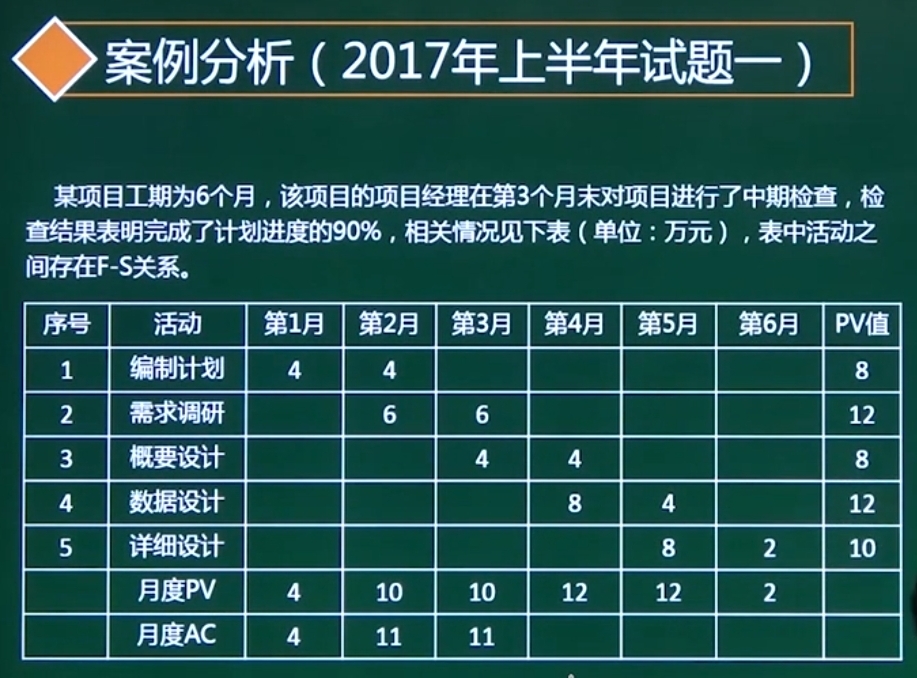 案例分析（2017年上半年试题一）
某项目工期为6个月，该项目的项目经理在第3个月末对项目进行了中期检查，检
查结果表明完成了计划进度的90%，相关情况见下表（单位：万元），表中活动之
间存在F-S关系。
序号 活动 第1月 第2月 第3月 第4月 第5月 第6月 PV值
1 编制计划 4 4 8
2 需求调研 6 6 12
3 概要设计 4 4 8
4 数据设计 8 4 12
5 详细设计 8 2 10
月度PV 4 10 10 12 12 2
月度AC 4 11 11